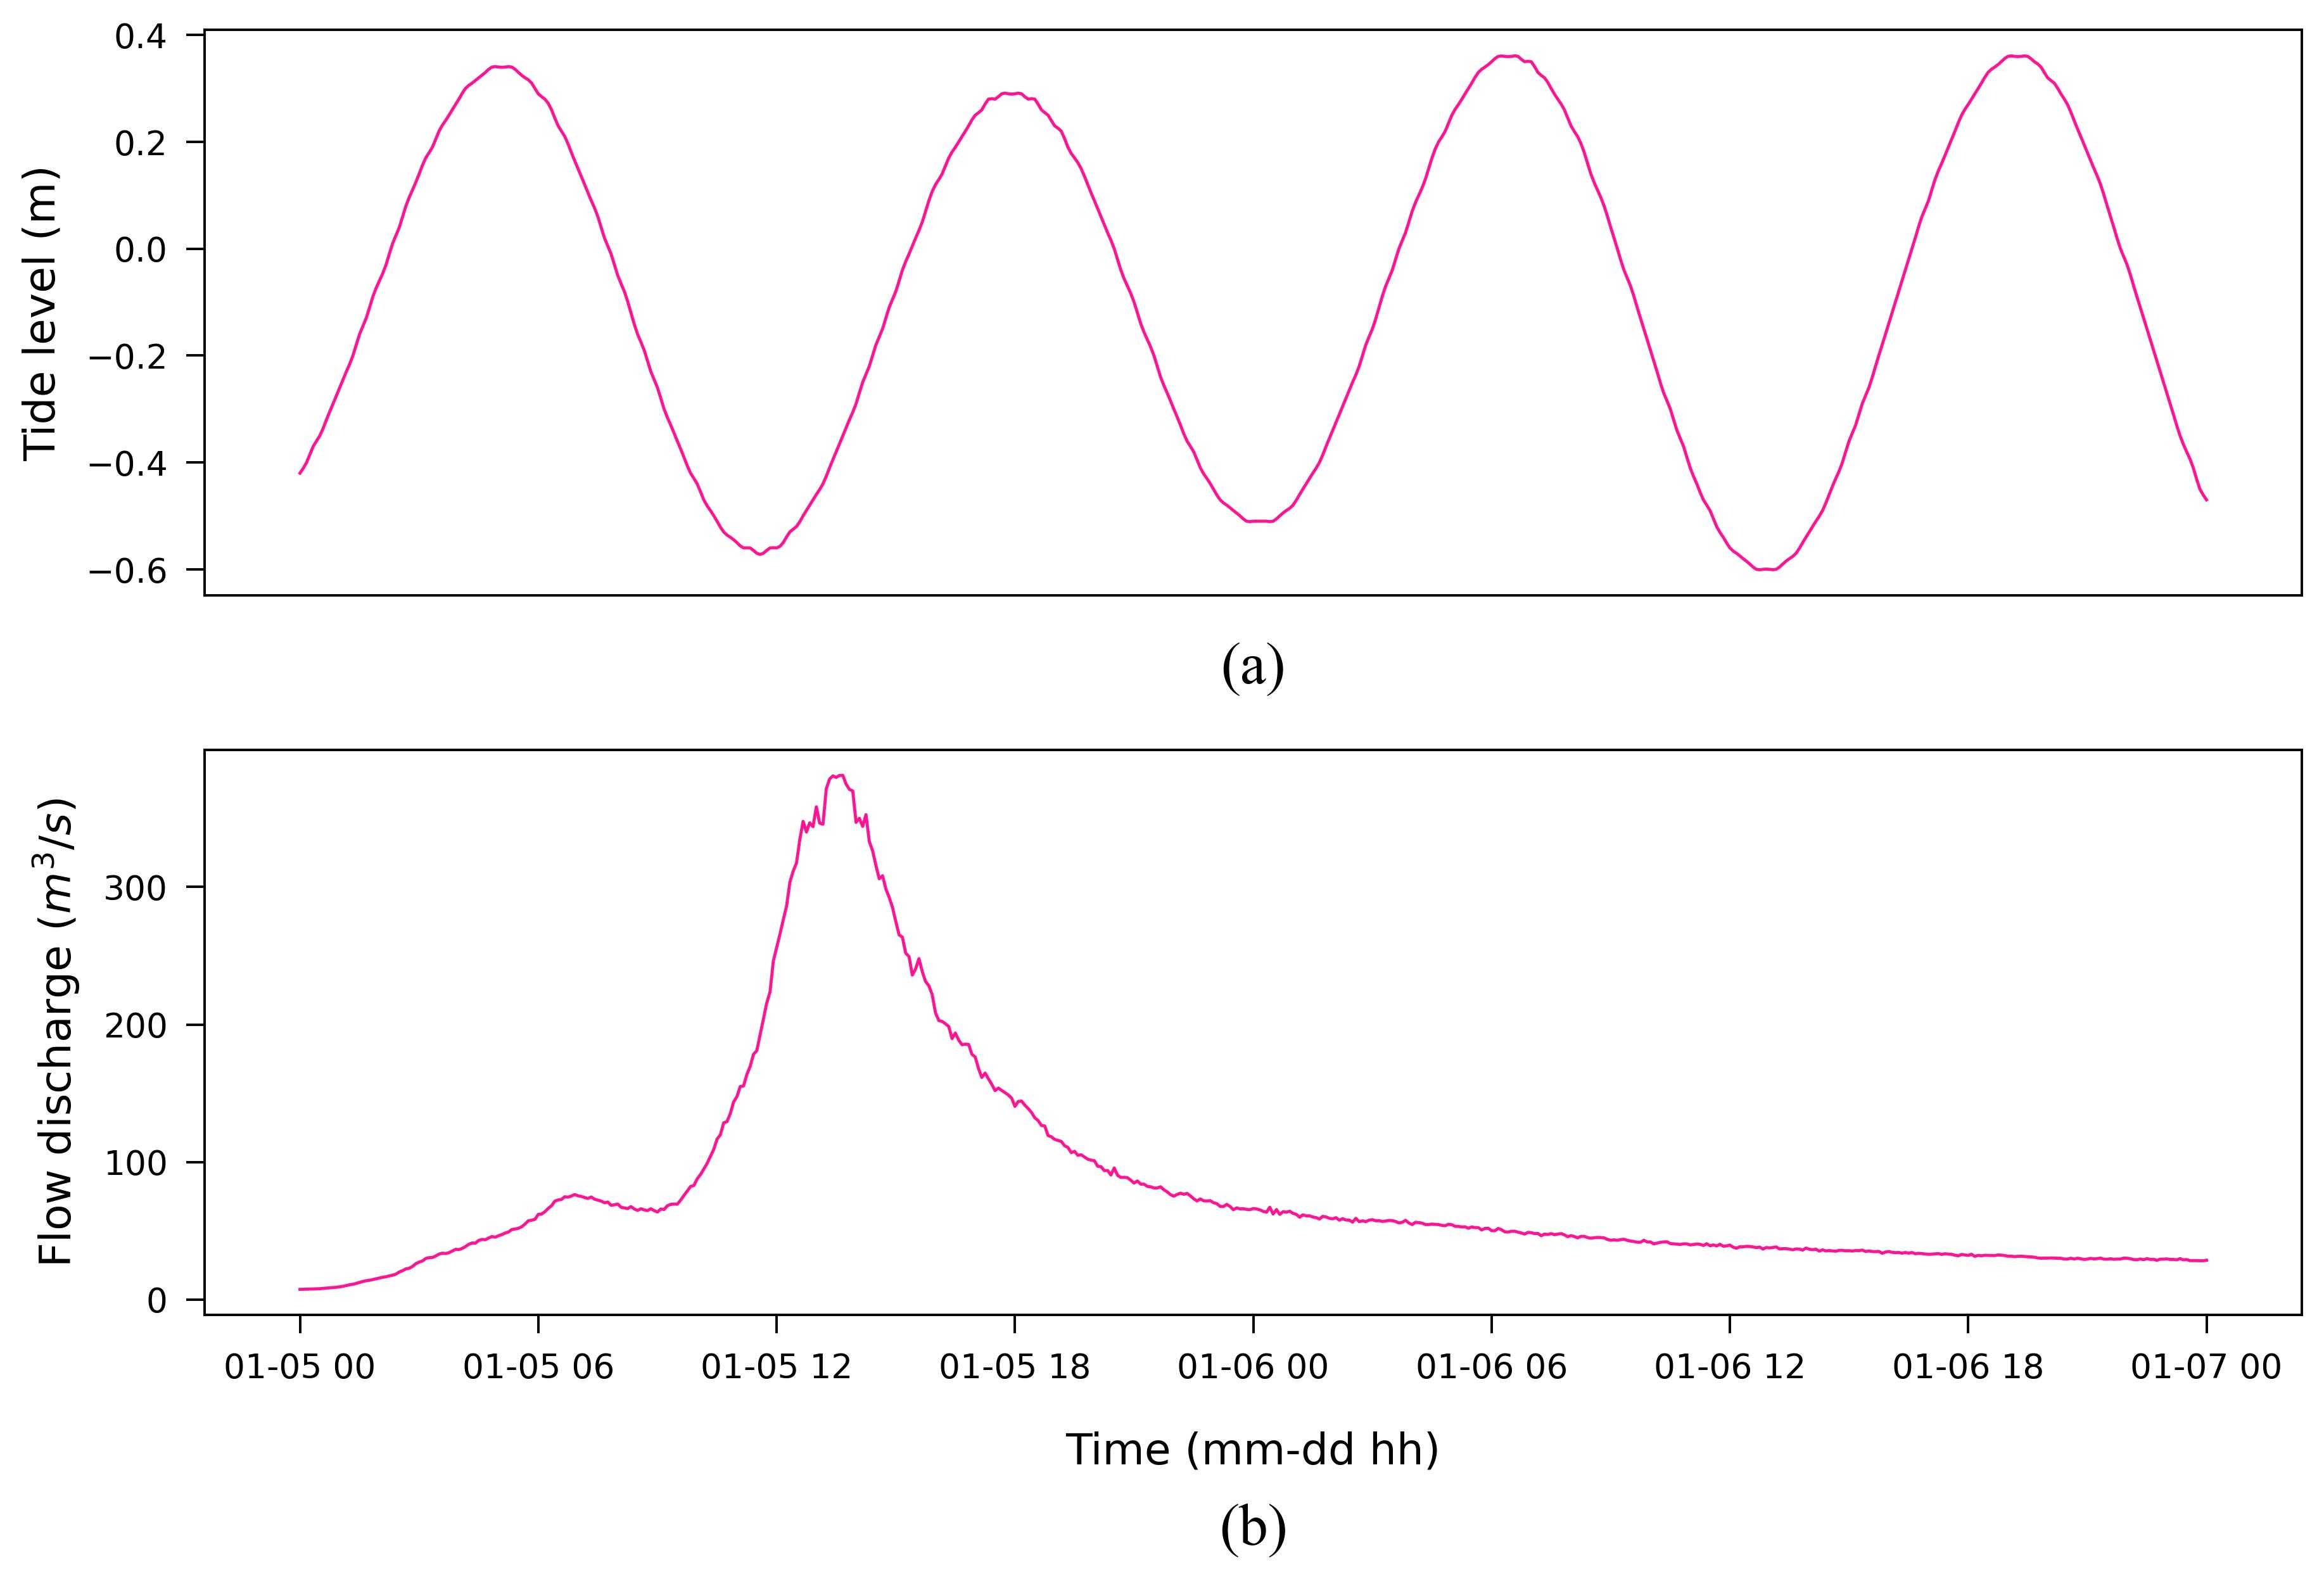 0.4
0.2
0.0
−0.2
−0.4
−0.6
Tide level (m)
(a)
300
200
100
0
Flow discharge (m³/s)
01-05 00 01-05 06 01-05 12 01-05 18 01-06 00 01-06 06 01-06 12 01-06 18 01-07 00
Time (mm-dd hh)
(b)